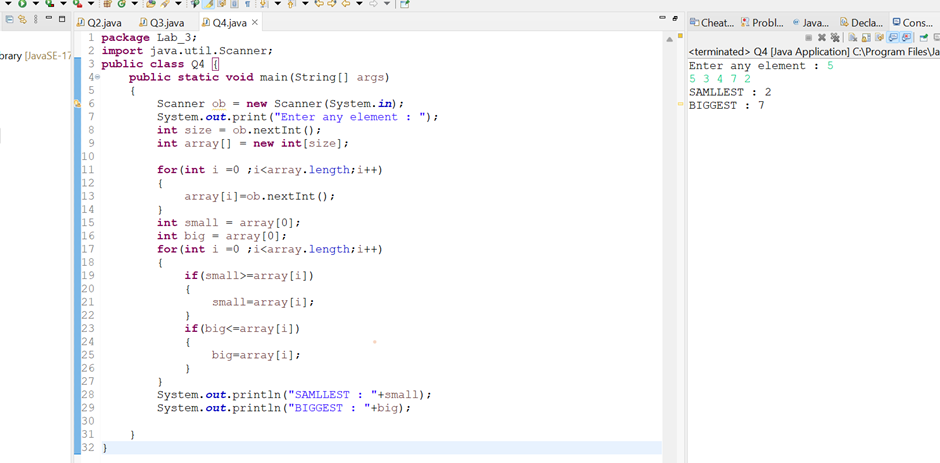 Q2.java Q3.java Q4.java
Cheat... Probl... Java... Decla... Cons...
orary [JavaSE-17
1 package Lab_3;
2 import java.util.Scanner;
3 public class Q4 {
4 public static void main(String[] args)
5 {
6 Scanner ob = new Scanner(System.in);
7 System.out.print("Enter any element : ");
8 int size = ob.nextInt();
9 int array[] = new int[size];
10
11 for(int i =0 ;i<array.length;i++)
12 {
13 array[i]=ob.nextInt();
14 }
15 int small = array[0];
16 int big = array[0];
17 for(int i =0 ;i<array.length;i++)
18 {
19 if(small>=array[i])
20 {
21 small=array[i];
22 }
23 if(big<=array[i])
24 {
25 big=array[i];
26 }
27 }
28 System.out.println("SAMLLEST : "+small);
29 System.out.println("BIGGEST : "+big);
30
31 }
32 }
<terminated> Q4 [Java Application] C:\Program Files\Ja
Enter any element : 5
5 3 4 7 2
SAMLLEST : 2
BIGGEST : 7